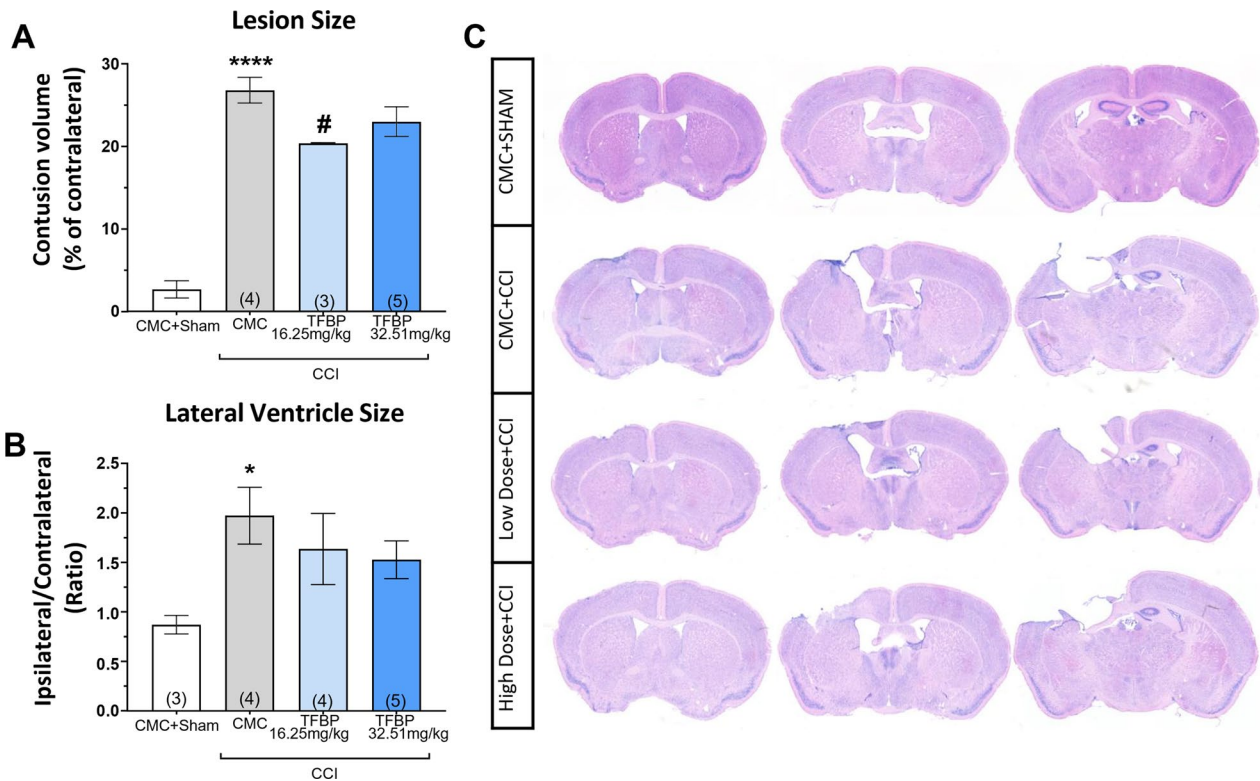 A
Lesion Size
Contusion volume
(% of contralateral)
30
20
10
0
****
#
(4)
(3)
(5)
CMC+Sham
CMC
TFBP
16.25mg/kg
TFBP
32.51mg/kg
CCI
B
Lateral Ventricle Size
Ipsilateral/Contralateral
(Ratio)
2.5
2.0
1.5
1.0
0.5
0.0
*
(3)
(4)
(4)
(5)
CMC+Sham
CMC
TFBP
16.25mg/kg
TFBP
32.51mg/kg
CCI
C
CMC+SHAM
CMC+CCI
Low Dose+CCI
High Dose+CCI